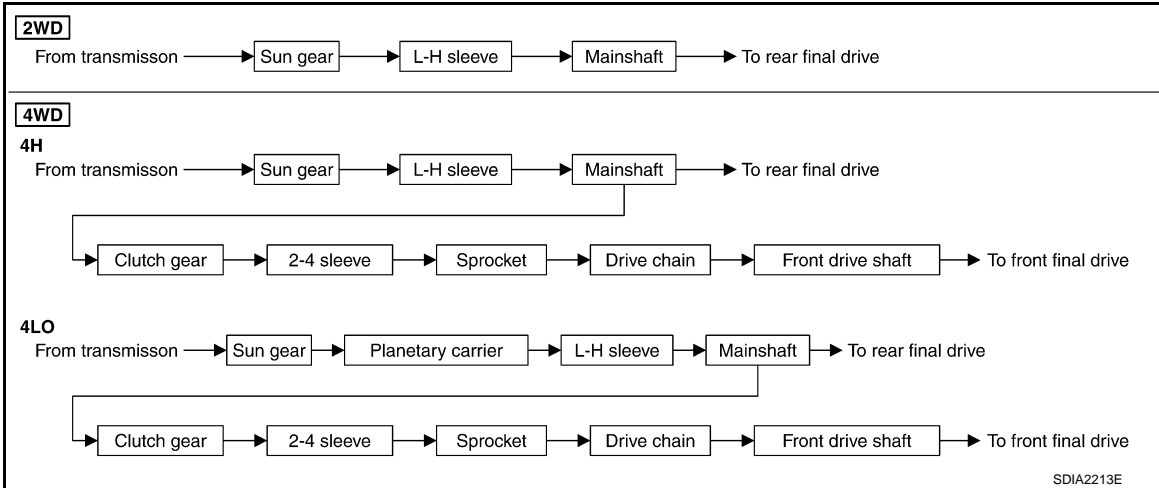 2WD
From transmisson Sun gear L-H sleeve Mainshaft To rear final drive
4WD
4H
From transmisson Sun gear L-H sleeve Mainshaft To rear final drive
Clutch gear 2-4 sleeve Sprocket Drive chain Front drive shaft To front final drive
4LO
From transmisson Sun gear Planetary carrier L-H sleeve Mainshaft To rear final drive
Clutch gear 2-4 sleeve Sprocket Drive chain Front drive shaft To front final drive
SDIA2213E